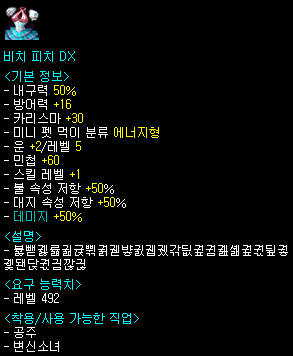 비치 피치 DX
<기본 정보>
- 내구력 50%
- 방어력 +16
- 카리스마 +30
- 미니 펫 먹이 분류 에너지형
- 운 +2/레벨 5
- 민첩 +60
- 스킬 레벨 +1
- 불 속성 저항 +50%
- 대지 속성 저항 +50%
- 데미지 +50%
<설명>
<요구 능력치>
- 레벨 492
<착용/사용 가능한 직업>
- 공주
- 변신소녀